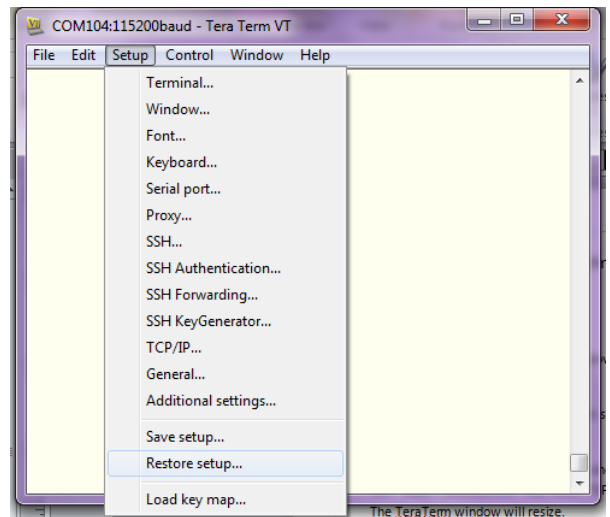 COM104:115200baud - Tera Term VT
File Edit Setup Control Window Help
Terminal...
Window...
Font...
Keyboard...
Serial port...
Proxy...
SSH...
SSH Authentication...
SSH Forwarding...
SSH KeyGenerator...
TCP/IP...
General...
Additional settings...
Save setup...
Restore setup...
Load key map...
The TeraTerm window will resize.